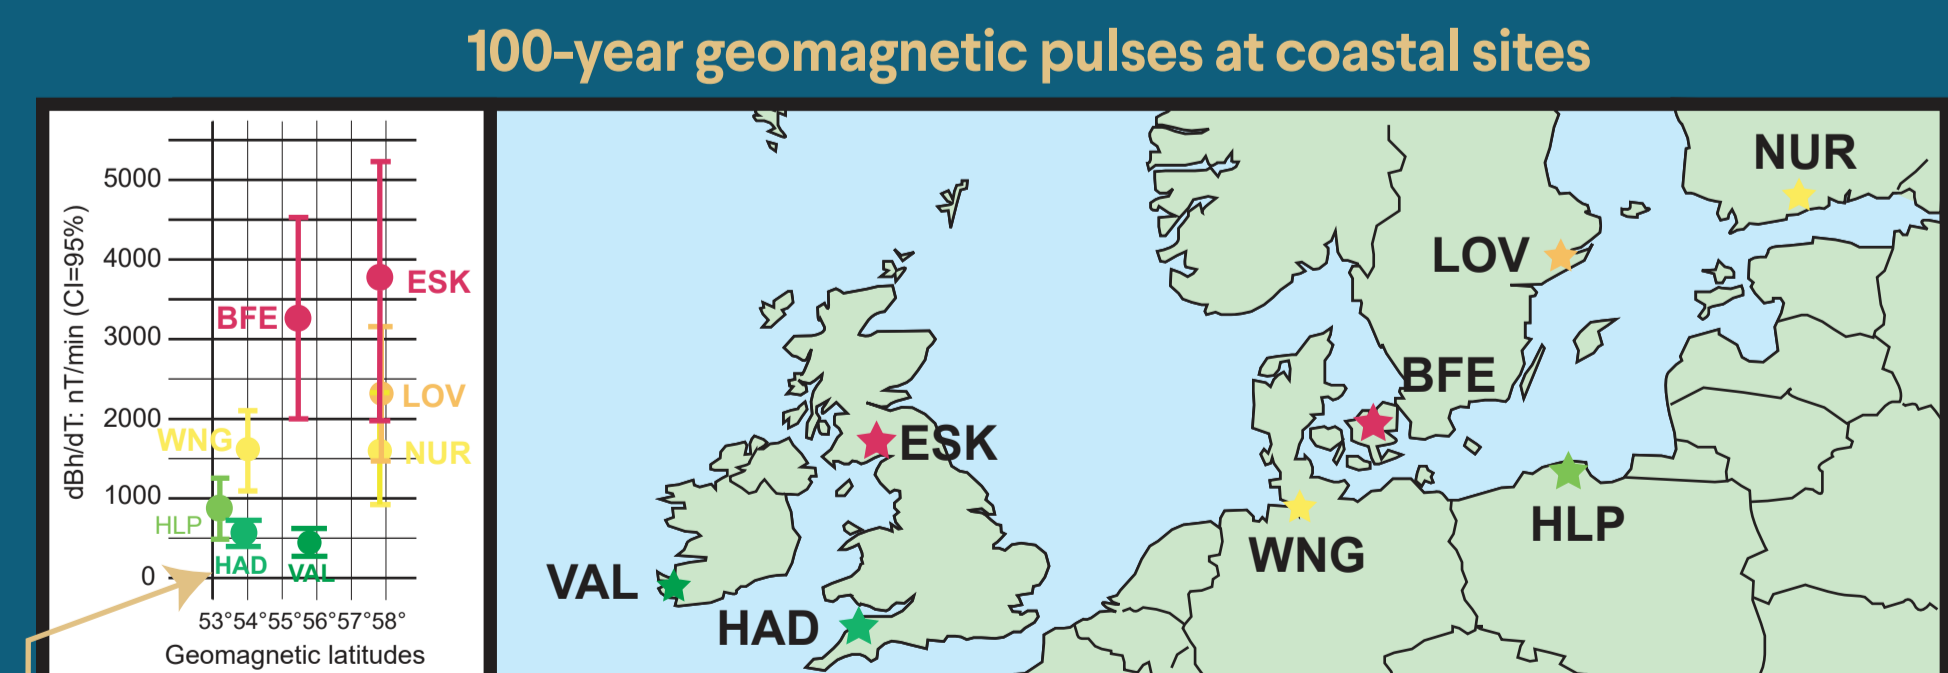 100-year geomagnetic pulses at coastal sites
dBh/dT: nT/min (CI=95%)
5000
4000
3000
2000
1000
0
ESK
BFE
LOV
WNG
NUR
HLP
HAD
VAL
53°54°55°56°57°58°
Geomagnetic latitudes
NUR
LOV
BFE
ESK
HLP
WNG
VAL
HAD